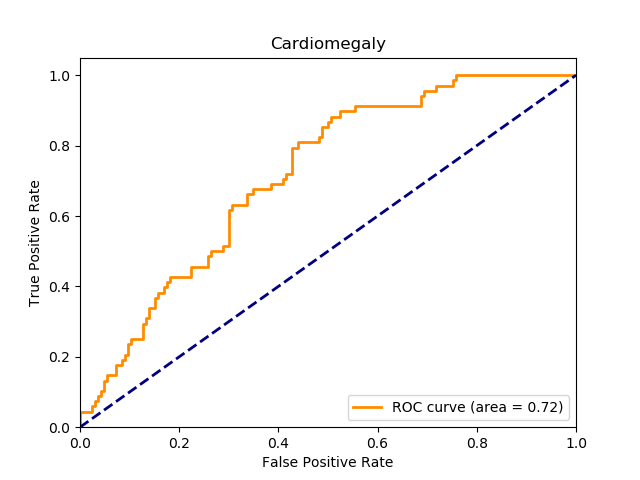 Cardiomegaly
True Positive Rate
1.0
0.8
0.6
0.4
0.2
0.0
0.0 0.2 0.4 0.6 0.8 1.0
False Positive Rate
ROC curve (area = 0.72)